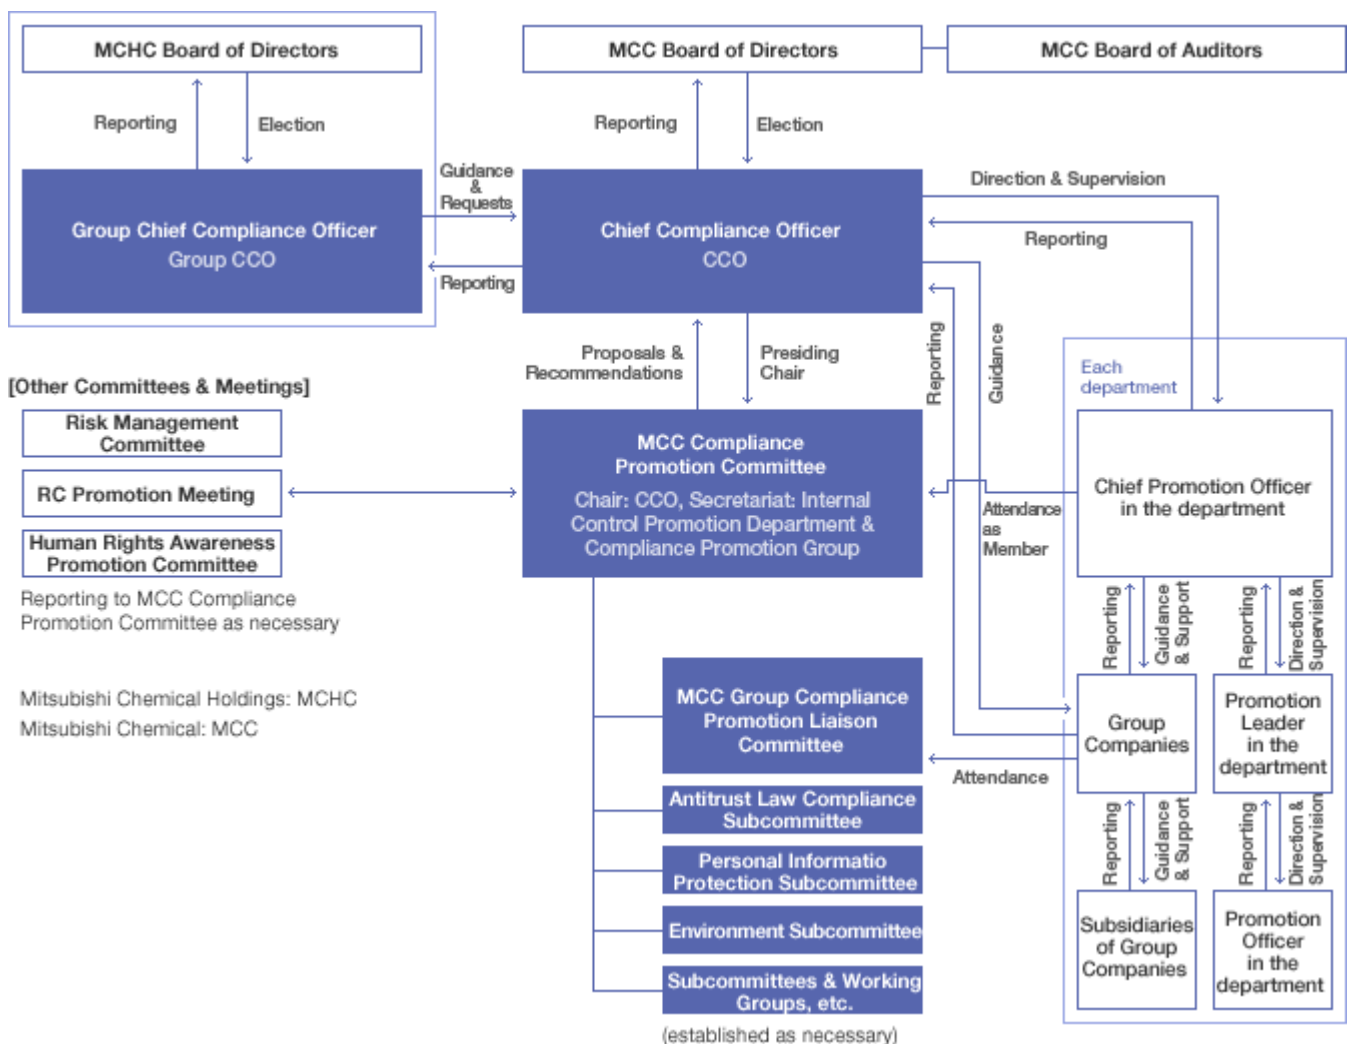 MCHC Board of Directors
MCC Board of Directors
MCC Board of Auditors
Reporting
Election
Reporting
Election
Guidance
&
Requests
Direction & Supervision
Group Chief Compliance Officer
Group CCO
Chief Compliance Officer
CCO
Reporting
Reporting
Reporting
Guidance
Proposals &
Recommendations
Presiding
Chair
Each
department
[Other Committees & Meetings]
Risk Management
Committee
RC Promotion Meeting
Human Rights Awareness
Promotion Committee
Reporting to MCC Compliance
Promotion Committee as necessary
Mitsubishi Chemical Holdings: MCHC
Mitsubishi Chemical: MCC
MCC Compliance
Promotion Committee
Chair: CCO, Secretariat: Internal
Control Promotion Department &
Compliance Promotion Group
Attendance
as
Member
Chief Promotion Officer
in the department
Reporting
Guidance
& Support
Reporting
Direction &
Supervision
MCC Group Compliance
Promotion Liaison
Committee
Attendance
Group
Companies
Promotion
Leader
in the
department
Antitrust Law Compliance
Subcommittee
Personal Informatio
Protection Subcommittee
Environment Subcommittee
Subcommittees & Working
Groups, etc.
(established as necessary)
Reporting
Guidance
& Support
Reporting
Direction &
Supervision
Subsidiaries
of Group
Companies
Promotion
Officer
in the
department